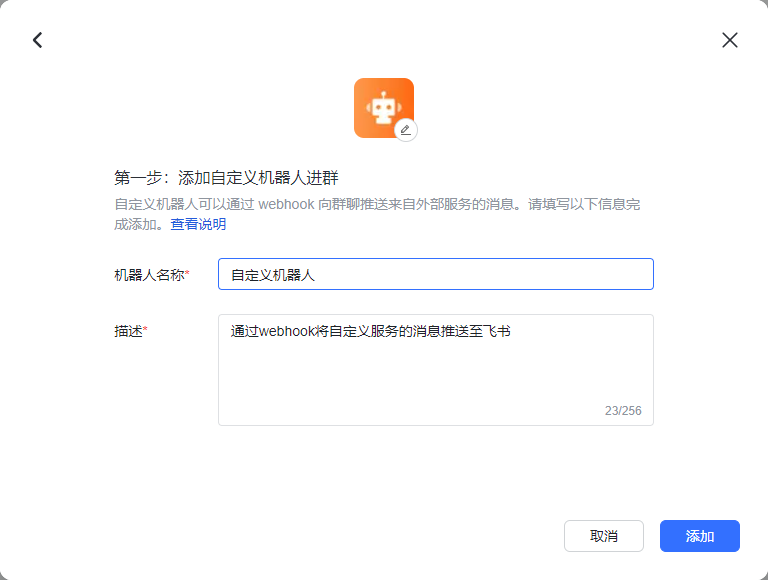 第一步：添加自定义机器人进群
自定义机器人可以通过 webhook 向群聊推送来自外部服务的消息。请填写以下信息完
成添加。查看说明
机器人名称* 自定义机器人
描述* 通过webhook将自定义服务的消息推送至飞书
23/256
取消 添加